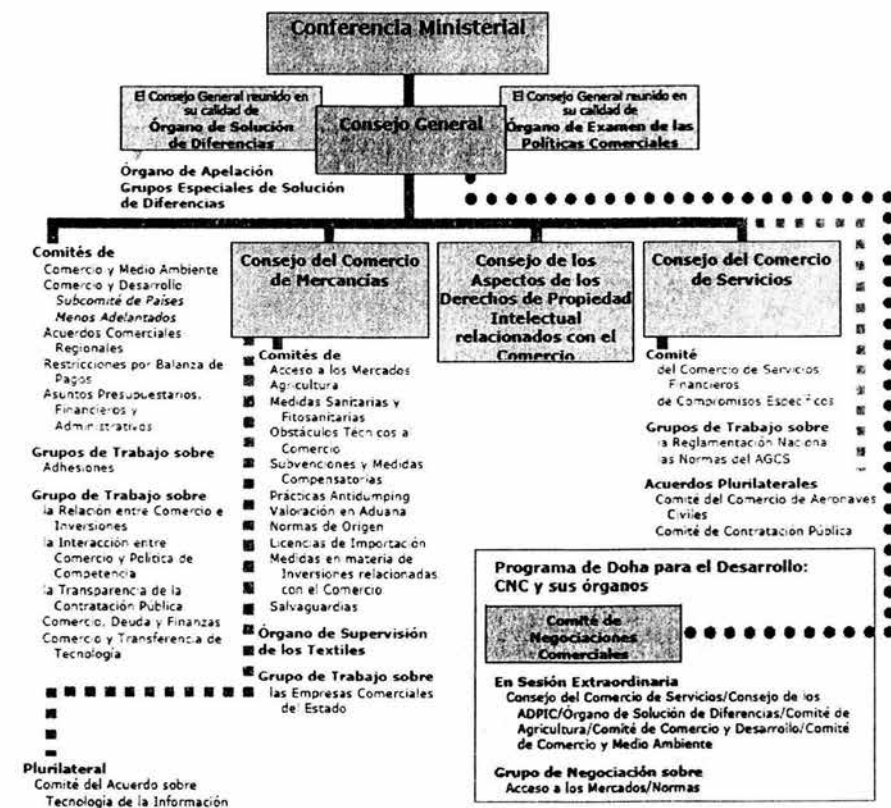 Conferencia Ministerial
El Consejo General reunido en
su calidad de
Órgano de Solución
de Diferencias
Consejo General
El Consejo General reunido en
su calidad de
Órgano de Examen de las
Políticas Comerciales
Órgano de Apelación
Grupos Especiales de Solución
de Diferencias
Comités de
Comercio y Medio Ambiente
Comercio y Desarrollo
Subcomité de Países
Menos Adelantados
Acuerdos Comerciales
Regionales
Restricciones por Balanza de
Pagos
Asuntos Presupuestarios,
Financieros y
Administrativos
Grupos de Trabajo sobre
Adhesiones
Grupo de Trabajo sobre
la Relación entre Comercio e
Inversiones
la Interacción entre
Comercio y Política de
Competencia
la Transparencia de la
Contratación Pública
Comercio, Deuda y Finanzas
Comercio y Transferencia de
Tecnología
Plurilateral
Comité del Acuerdo sobre
Tecnología de la Información
Consejo del Comercio
de Mercancías
Comités de
Acceso a los Mercados
Agricultura
Medidas Sanitarias y
Fitosanitarias
Obstáculos Técnicos a
Comercio
Subvenciones y Medidas
Compensatorias
Prácticas Antidumping
Valoración en Aduana
Normas de Origen
Licencias de Importación
Medidas en materia de
Inversiones relacionadas
con el Comercio
Salvaguardias
Órgano de Supervisión
de los Textiles
Grupo de Trabajo sobre
las Empresas Comerciales
del Estado
Consejo de los
Aspectos de los
Derechos de Propiedad
Intelectual
relacionados con el
Comercio
Consejo del Comercio
de Servicios
Comité
del Comercio de Servicios
Financieros
de Compromisos Específicos
Grupos de Trabajo sobre
la Reglamentación Nacional
las Normas del AGCS
Acuerdos Plurilaterales
Comité del Comercio de Aeronaves
Civiles
Comité de Contratación Pública
Programa de Doha para el Desarrollo:
CNC y sus órganos
Comité de
Negociaciones
Comerciales
En Sesión Extraordinaria
Consejo del Comercio de Servicios/Consejo de los
ADPIC/Órgano de Solución de Diferencias/Comité de
Agricultura/Comité de Comercio y Desarrollo/Comité
de Comercio y Medio Ambiente
Grupo de Negociación sobre
Acceso a los Mercados/Normas